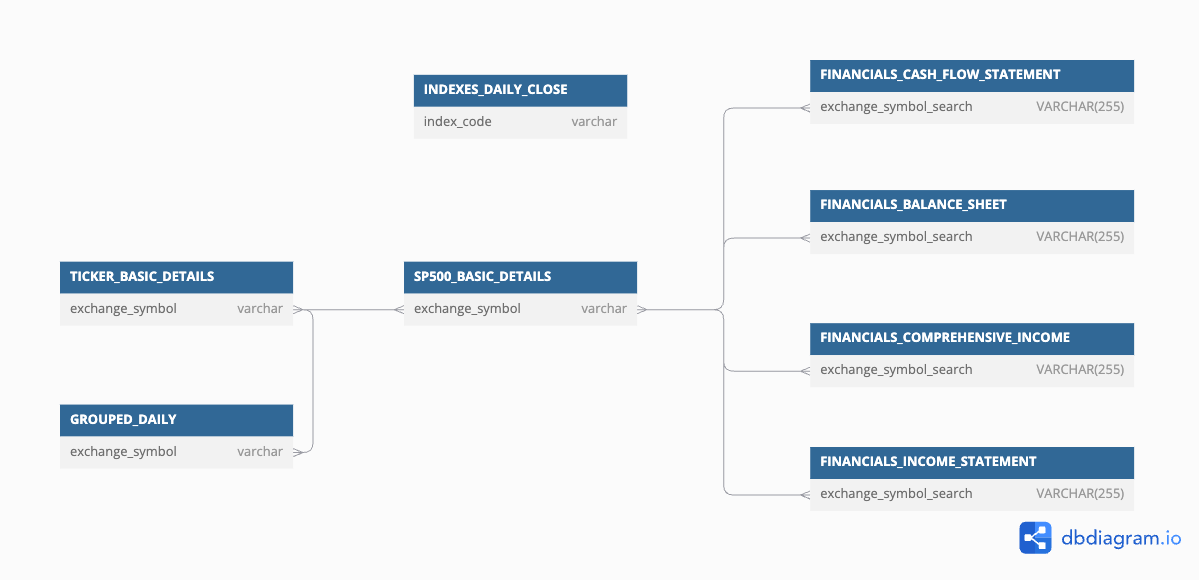 INDEXES_DAILY_CLOSE
index_code varchar
TICKER_BASIC_DETAILS
exchange_symbol varchar
GROUPED_DAILY
exchange_symbol varchar
SP500_BASIC_DETAILS
exchange_symbol varchar
FINANCIALS_CASH_FLOW_STATEMENT
exchange_symbol_search VARCHAR(255)
FINANCIALS_BALANCE_SHEET
exchange_symbol_search VARCHAR(255)
FINANCIALS_COMPREHENSIVE_INCOME
exchange_symbol_search VARCHAR(255)
FINANCIALS_INCOME_STATEMENT
exchange_symbol_search VARCHAR(255)
dbdiagram.io